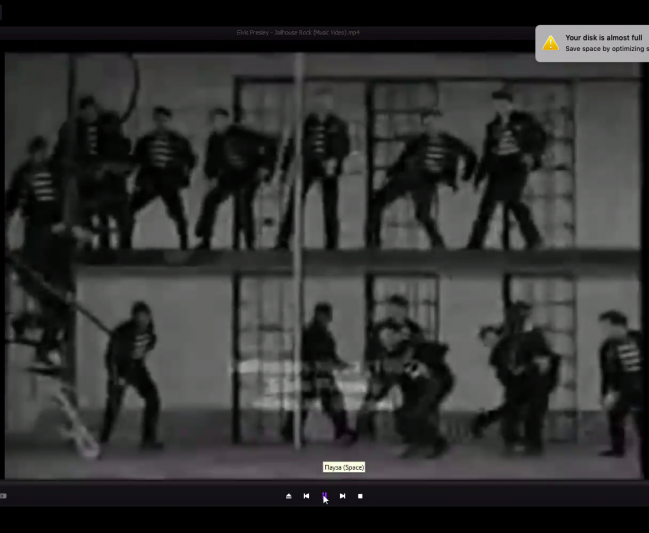 Elvis Presley - Jailhouse Rock (Music Video).mp4
Your disk is almost full
Save space by optimizing s
Пауза (Space)